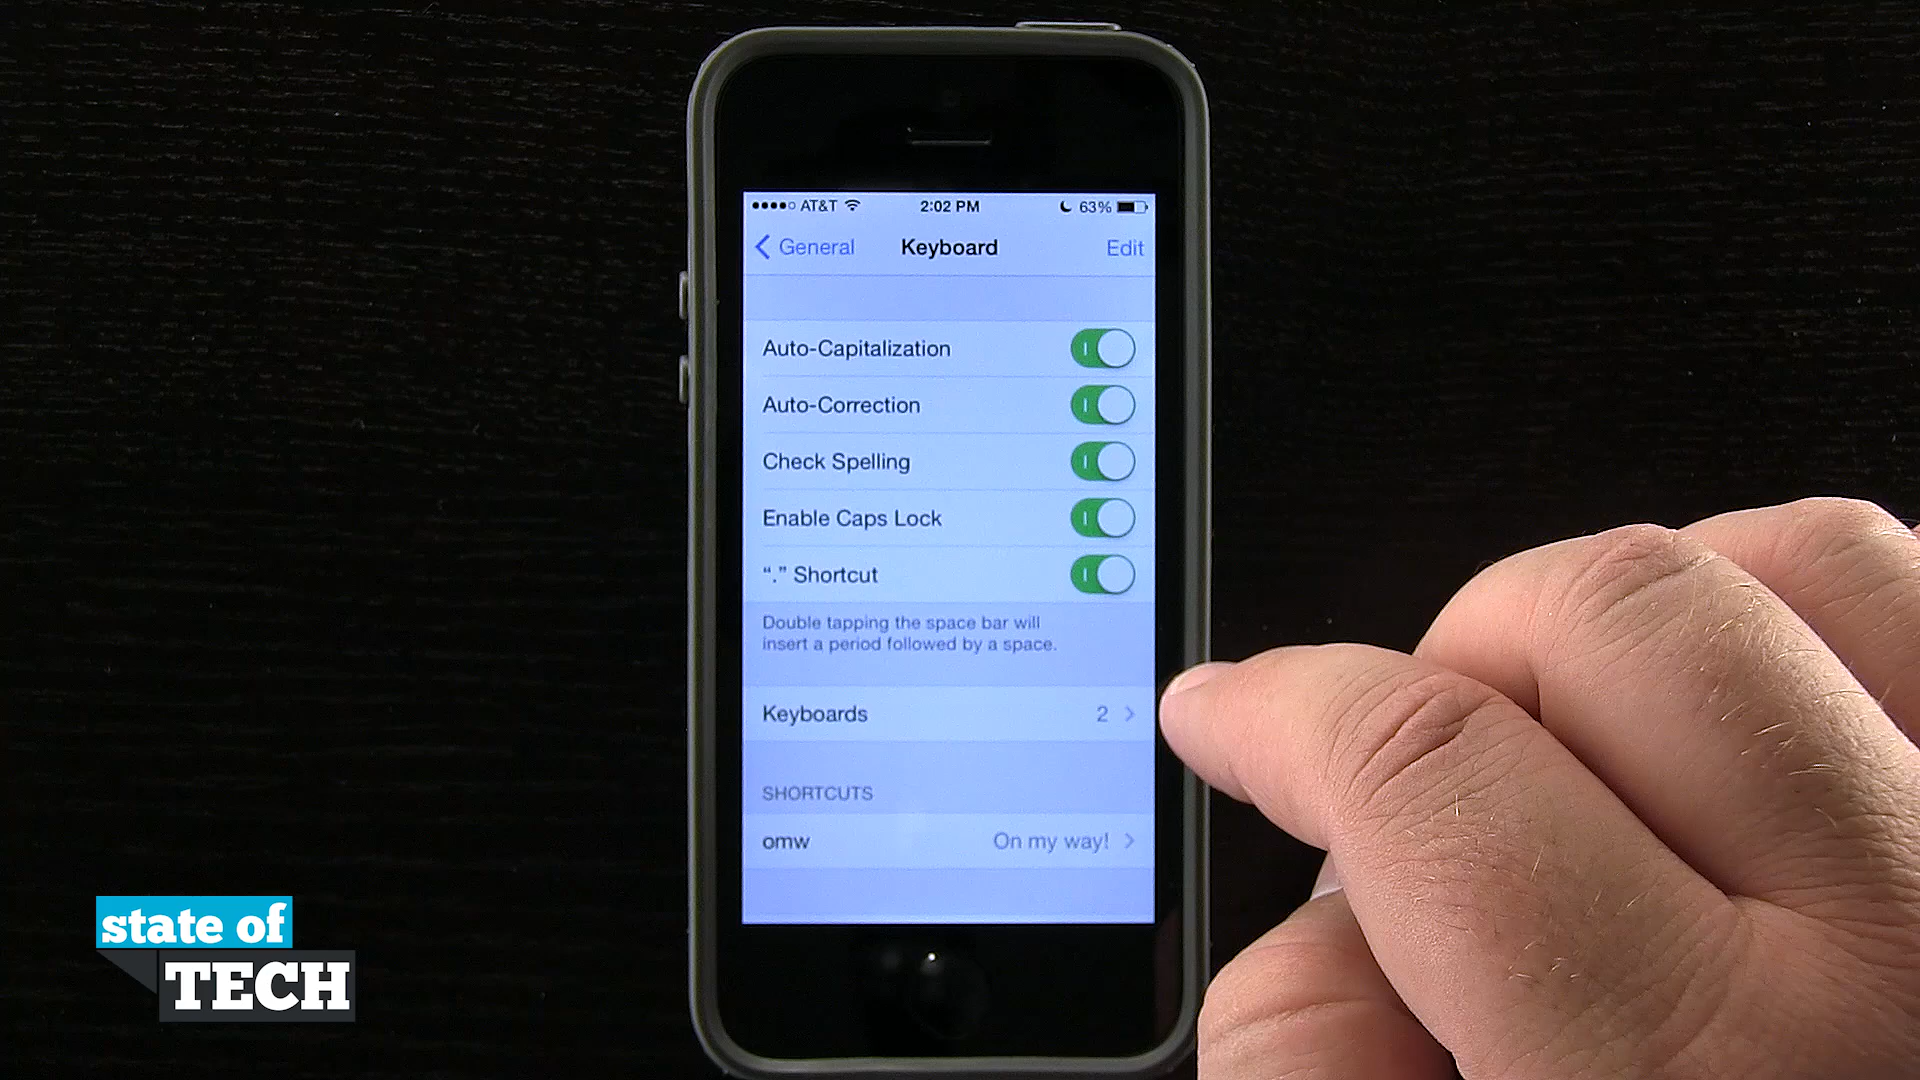 AT&T 2:02 PM 63%
General Keyboard Edit
Auto-Capitalization
Auto-Correction
Check Spelling
Enable Caps Lock
“.” Shortcut
Double tapping the space bar will
insert a period followed by a space.
Keyboards 2
SHORTCUTS
omw On my way!
state of
TECH